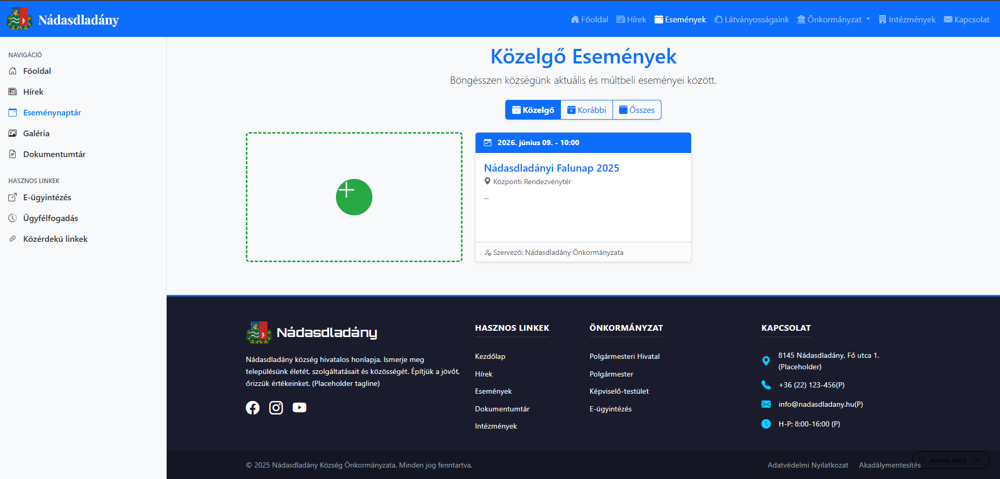 Nádasdladány
Főoldal
Hírek
Események
Látványosságaink
Önkormányzat
Intézmények
Kapcsolat
NAVIGÁCIÓ
Főoldal
Hírek
Eseménynaptár
Galéria
Dokumentumtár
HASZNOS LINKEK
E-ügyintézés
Ügyfélfogadás
Közérdekű linkek
Közelgő Események
Böngésszen községünk aktuális és múltbeli eseményei között.
Közelgő
Korábbi
Összes
2026. június 09. - 10:00
Nádasdladányi Falunap 2025
Központi Rendezvénytér
...
Szervező: Nádasdladány Önkormányzata
Nádasdladány
Nádasdladány község hivatalos honlapja. Ismerje meg
településünk életét, szolgáltatásait és közösségét. Építjük a jövőt,
őrizzük értékeinket. (Placeholder tagline)
HASZNOS LINKEK
Kezdőlap
Hírek
Események
Dokumentumtár
Intézmények
ÖNKORMÁNYZAT
Polgármesteri Hivatal
Polgármester
Képviselő-testület
E-ügyintézés
KAPCSOLAT
8145 Nádasdladány, Fő utca 1.
(Placeholder)
+36 (22) 123-456(P)
info@nadasdladany.hu(P)
H-P: 8:00-16:00 (P)
© 2025 Nádasdladány Község Önkormányzata. Minden jog fenntartva.
Adatvédelmi Nyilatkozat
Akadálymentesítés
Admin Mód